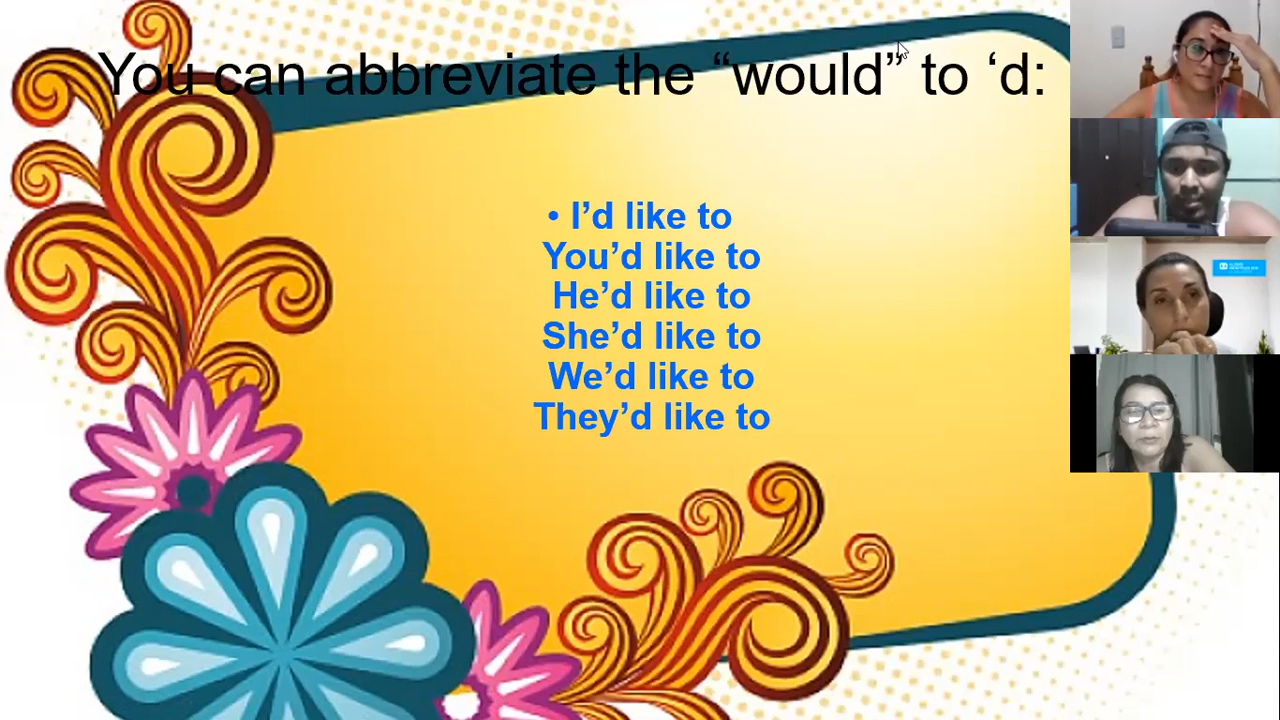 You can abbreviate the “would” to ‘d:
• I’d like to
You’d like to
He’d like to
She’d like to
We’d like to
They’d like to